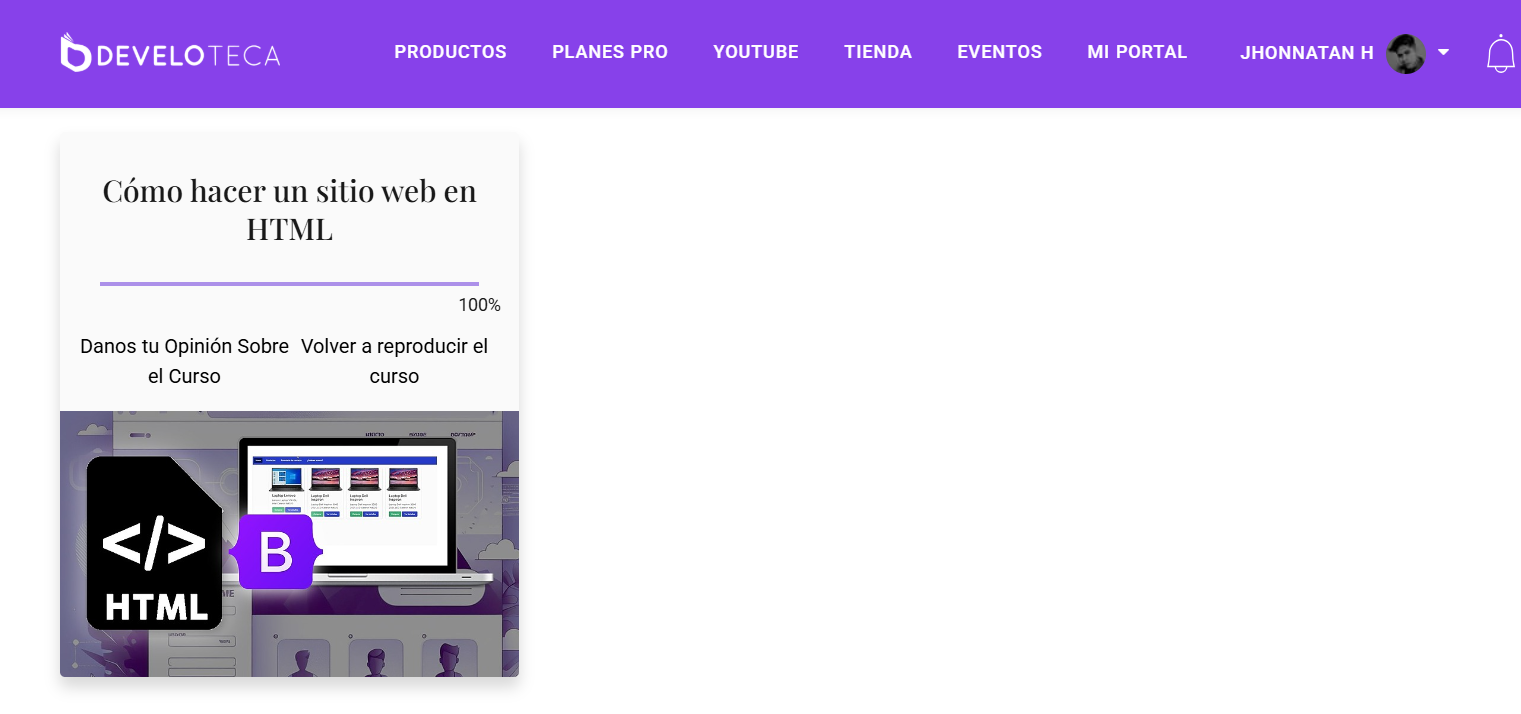 DEVELOTECA
PRODUCTOS
PLANES PRO
YOUTUBE
TIENDA
EVENTOS
MI PORTAL
JHONNATAN H
Cómo hacer un sitio web en
HTML
100%
Danos tu Opinión Sobre
el Curso
Volver a reproducir el
curso
</>
HTML
B